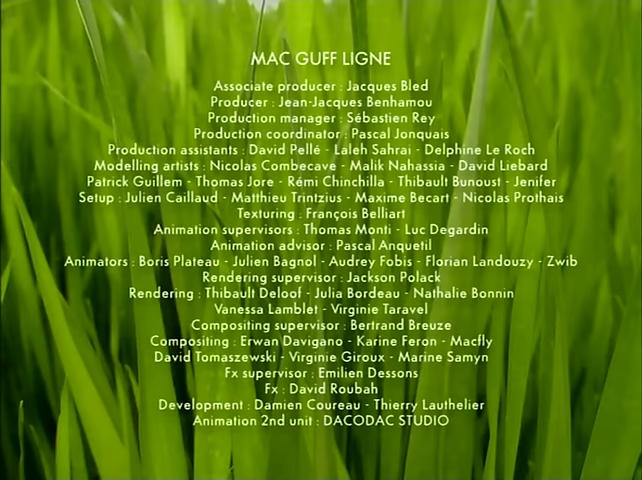 MAC GUFF LIGNE
Associate producer : Jacques Bled
Producer : Jean-Jacques Benhamou
Production manager : Sébastien Rey
Production coordinator : Pascal Jonquais
Production assistants : David Pellé - Laleh Sahrai - Delphine Le Roch
Modelling artists : Nicolas Combecave - Malik Nahassia - David Liebard
Patrick Guillem - Thomas Jore - Rémi Chinchilla - Thibault Bunoust - Jenifer
Setup : Julien Caillaud - Matthieu Trintzius - Maxime Becart - Nicolas Prothais
Texturing : François Belliart
Animation supervisors : Thomas Monti - Luc Degardin
Animation advisor : Pascal Anquetil
Animators : Boris Plateau - Julien Bagnol - Audrey Fobis - Florian Landouzy - Zwib
Rendering supervisor : Jackson Polack
Rendering : Thibault Deloof - Julia Bordeau - Nathalie Bonnin
Vanessa Lamblet - Virginie Taravel
Compositing supervisor : Bertrand Breuze
Compositing : Erwan Davigano - Karine Feron - Macfly
David Tomaszewski - Virginie Giroux - Marine Samyn
Fx supervisor : Emilien Dessons
Fx : David Roubah
Development : Damien Coureau - Thierry Lauthelier
Animation 2nd unit : DACODAC STUDIO